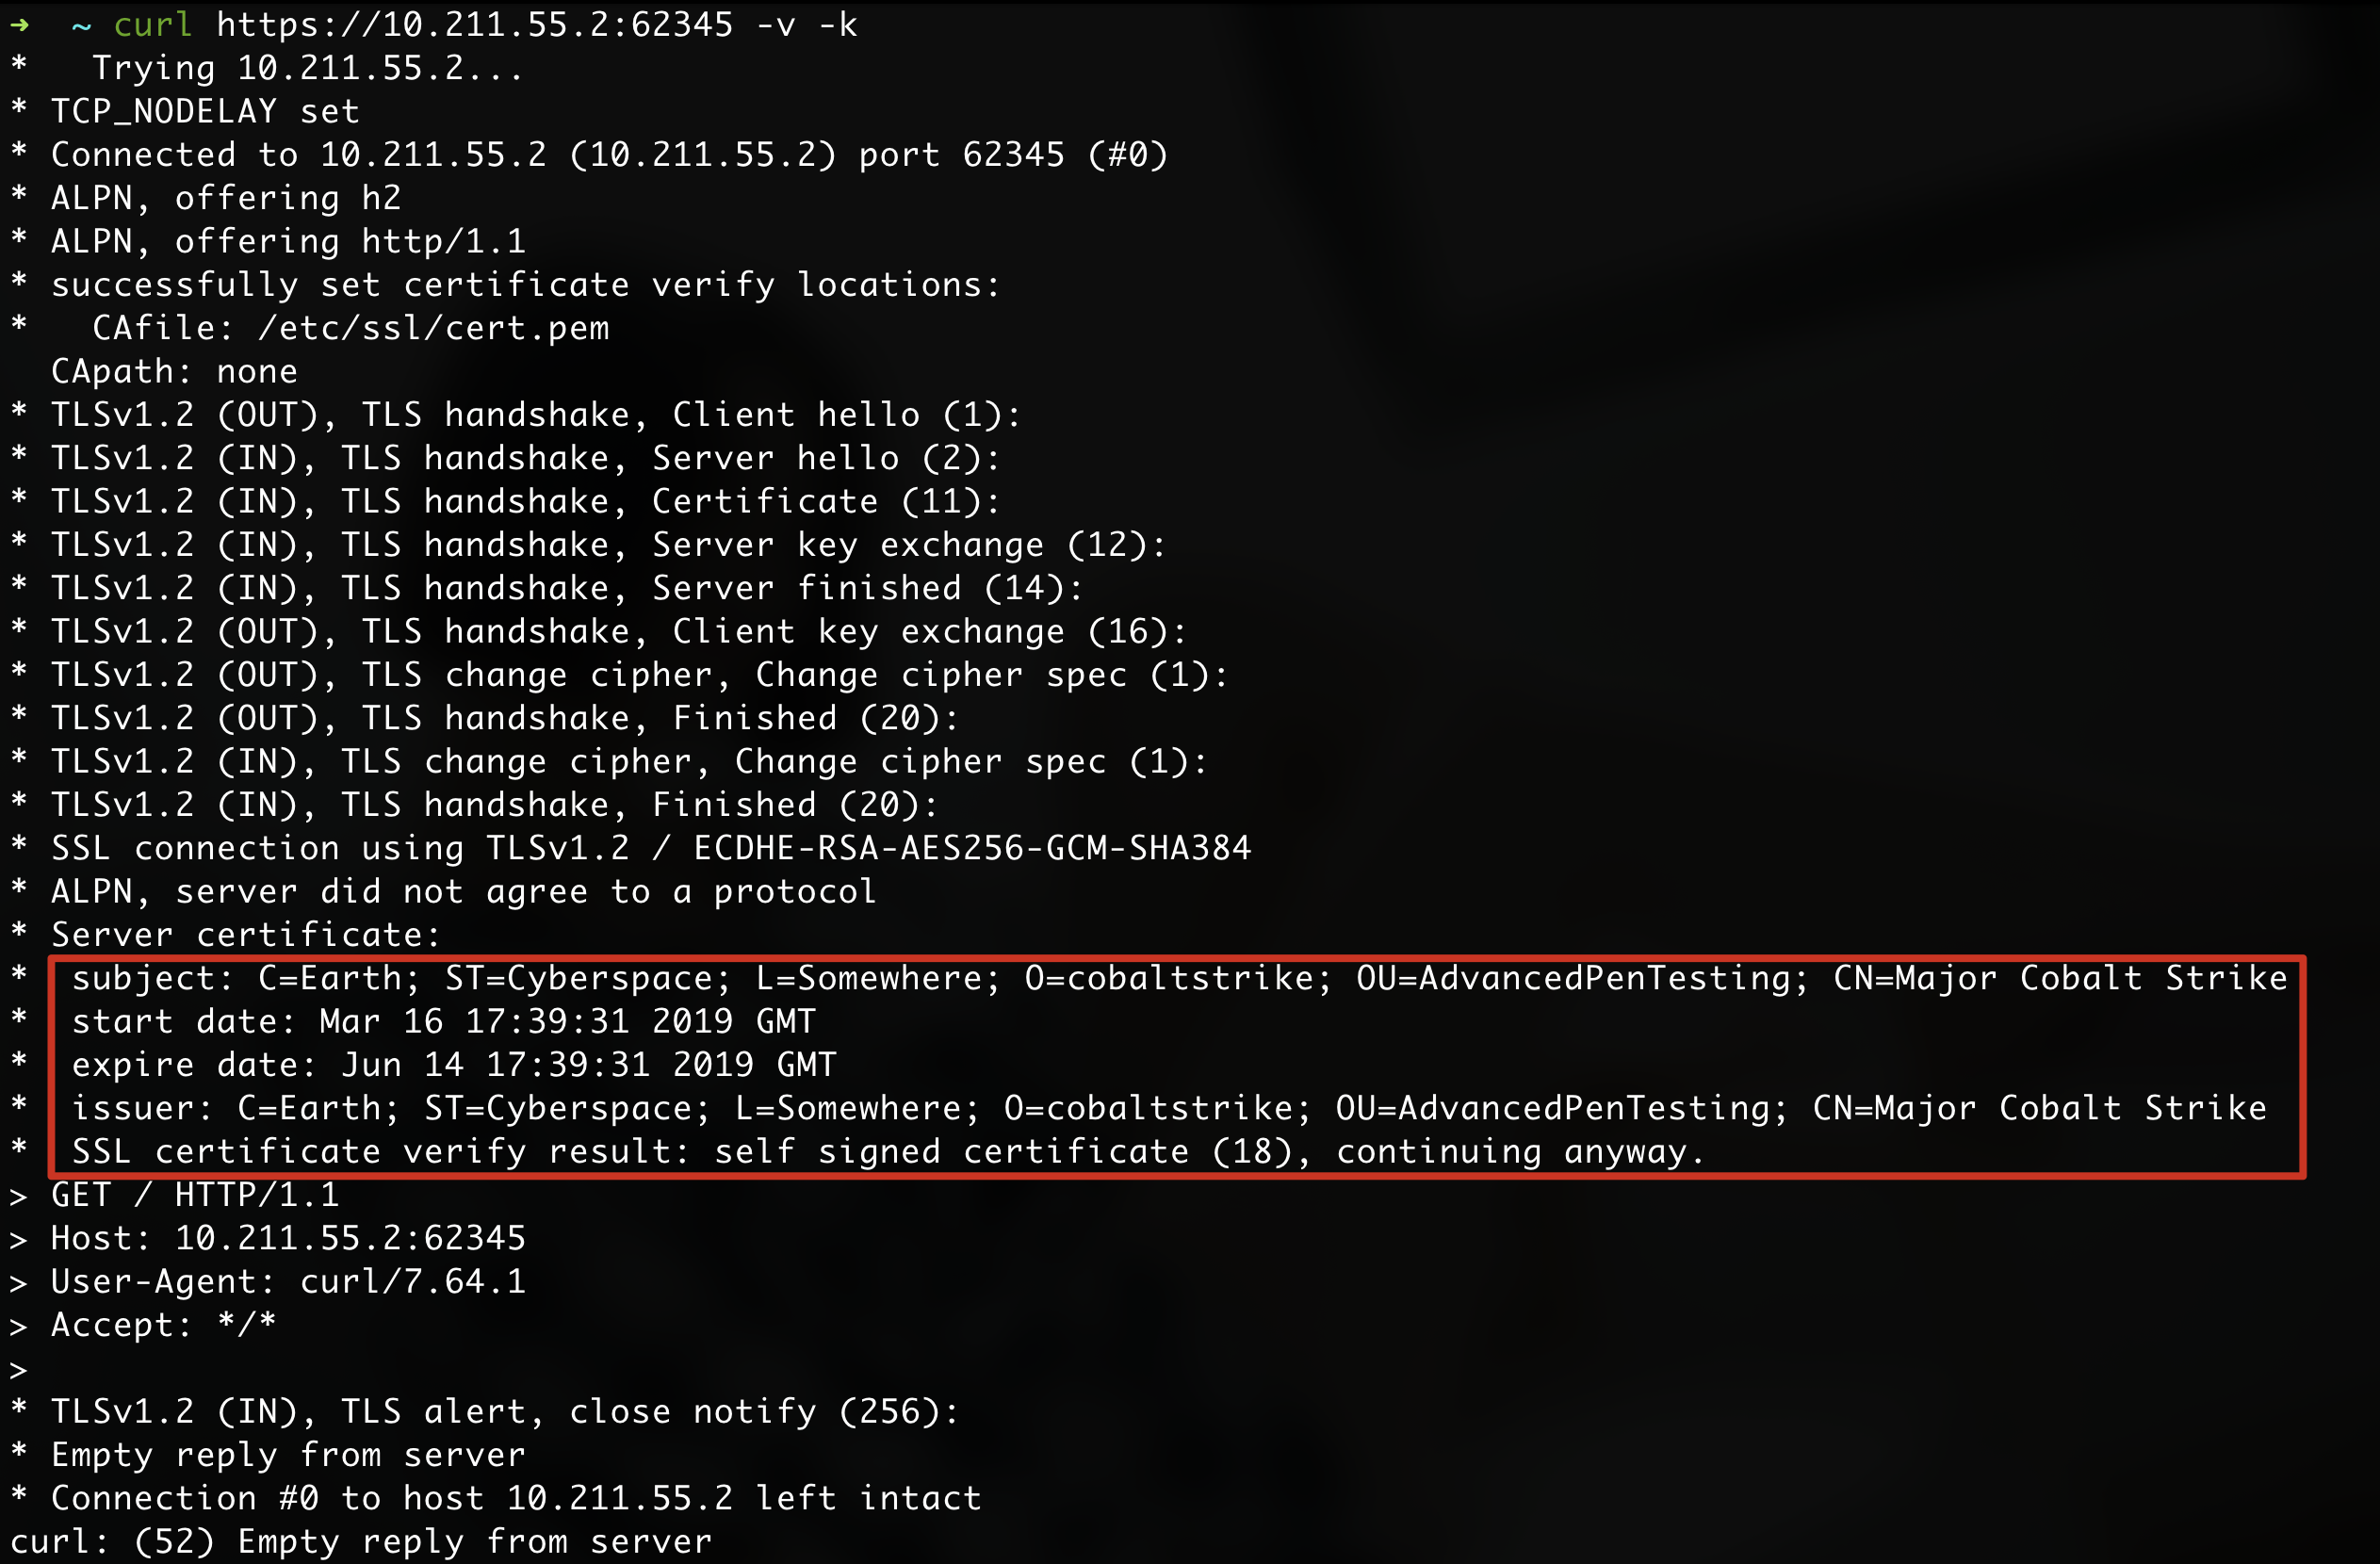 ➜  ~ curl https://10.211.55.2:62345 -v -k
*   Trying 10.211.55.2...
* TCP_NODELAY set
* Connected to 10.211.55.2 (10.211.55.2) port 62345 (#0)
* ALPN, offering h2
* ALPN, offering http/1.1
* successfully set certificate verify locations:
*   CAfile: /etc/ssl/cert.pem
  CApath: none
* TLSv1.2 (OUT), TLS handshake, Client hello (1):
* TLSv1.2 (IN), TLS handshake, Server hello (2):
* TLSv1.2 (IN), TLS handshake, Certificate (11):
* TLSv1.2 (IN), TLS handshake, Server key exchange (12):
* TLSv1.2 (IN), TLS handshake, Server finished (14):
* TLSv1.2 (OUT), TLS handshake, Client key exchange (16):
* TLSv1.2 (OUT), TLS change cipher, Change cipher spec (1):
* TLSv1.2 (OUT), TLS handshake, Finished (20):
* TLSv1.2 (IN), TLS change cipher, Change cipher spec (1):
* TLSv1.2 (IN), TLS handshake, Finished (20):
* SSL connection using TLSv1.2 / ECDHE-RSA-AES256-GCM-SHA384
* ALPN, server did not agree to a protocol
* Server certificate:
*  subject: C=Earth; ST=Cyberspace; L=Somewhere; O=cobaltstrike; OU=AdvancedPenTesting; CN=Major Cobalt Strike
*  start date: Mar 16 17:39:31 2019 GMT
*  expire date: Jun 14 17:39:31 2019 GMT
*  issuer: C=Earth; ST=Cyberspace; L=Somewhere; O=cobaltstrike; OU=AdvancedPenTesting; CN=Major Cobalt Strike
*  SSL certificate verify result: self signed certificate (18), continuing anyway.
> GET / HTTP/1.1
> Host: 10.211.55.2:62345
> User-Agent: curl/7.64.1
> Accept: */*
>
* TLSv1.2 (IN), TLS alert, close notify (256):
* Empty reply from server
* Connection #0 to host 10.211.55.2 left intact
curl: (52) Empty reply from server